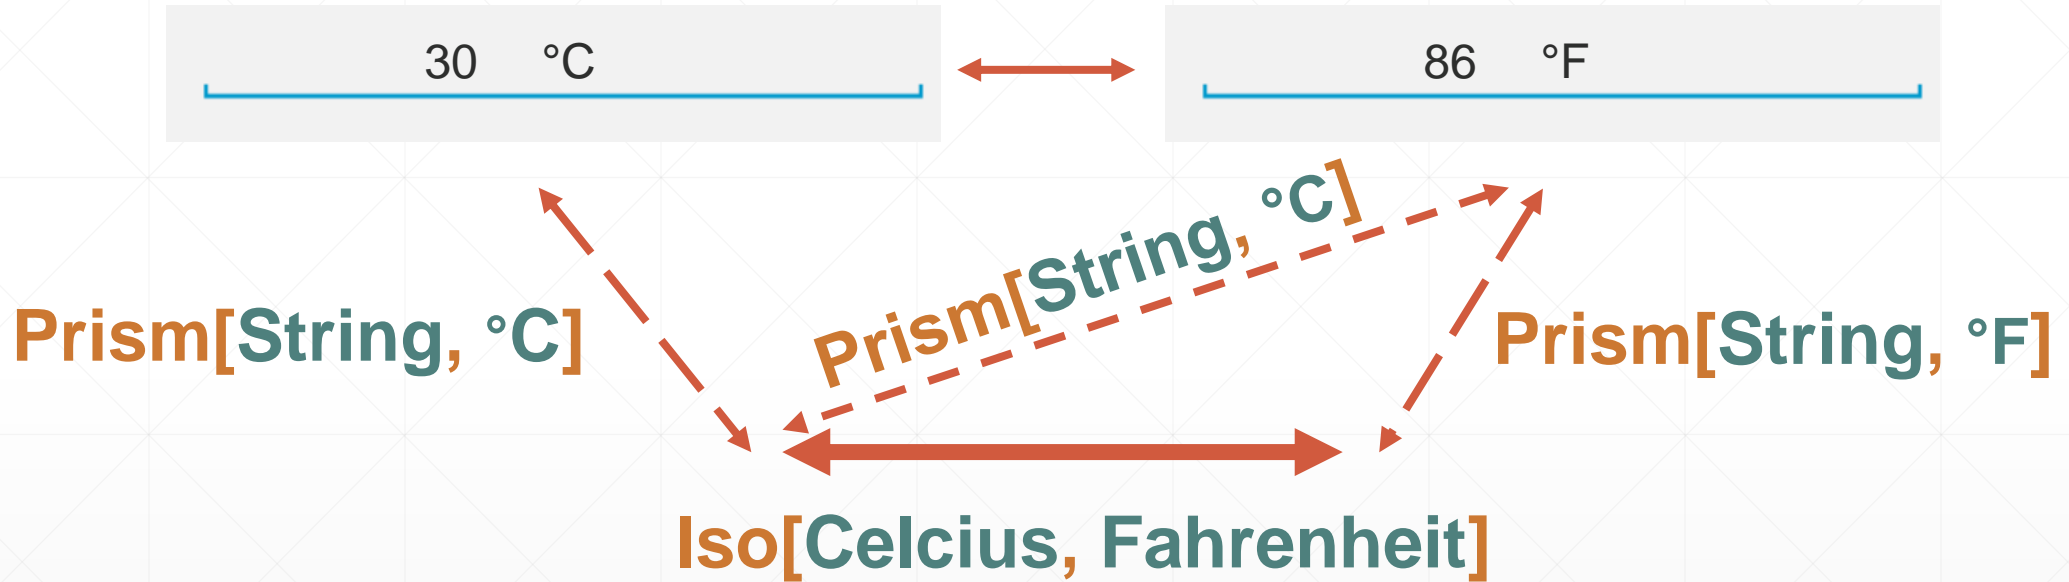 30 °C
86 °F
Prism[String, °C]
Prism[String, °C]
Prism[String, °F]
Iso[Celcius, Fahrenheit]